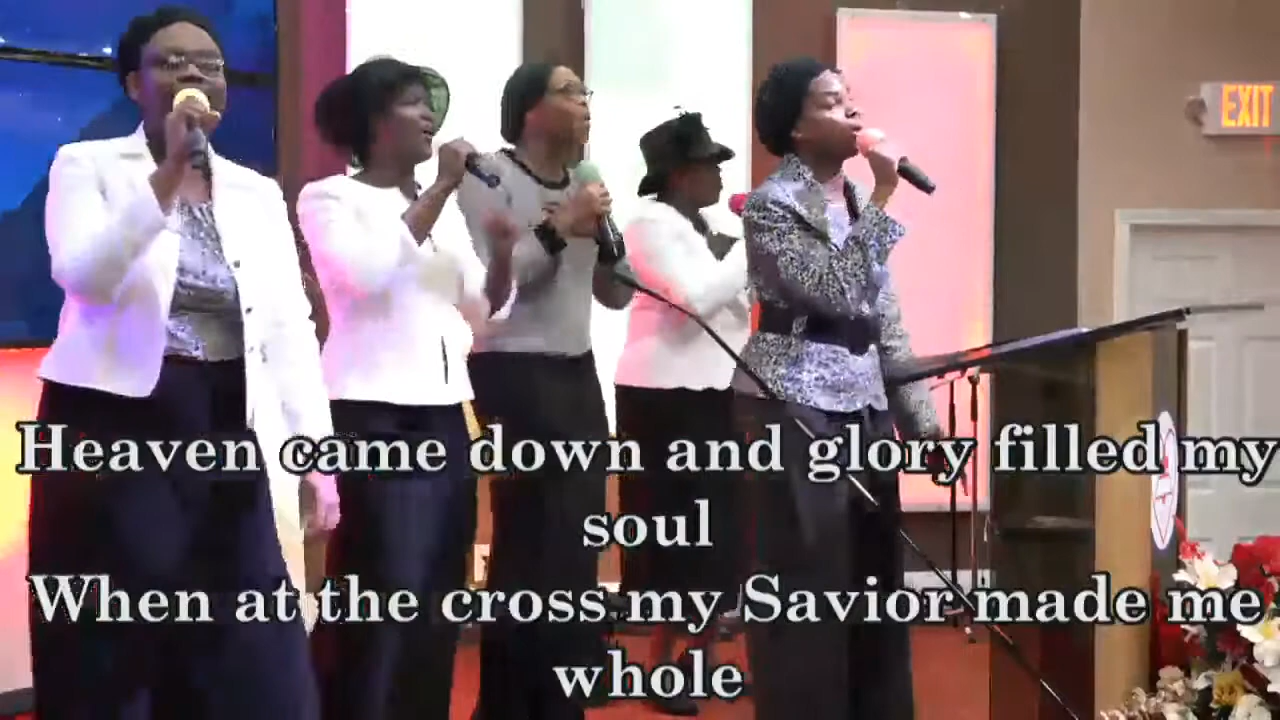 EXIT
Heaven came down and glory filled my
soul
When at the cross my Savior made me
whole